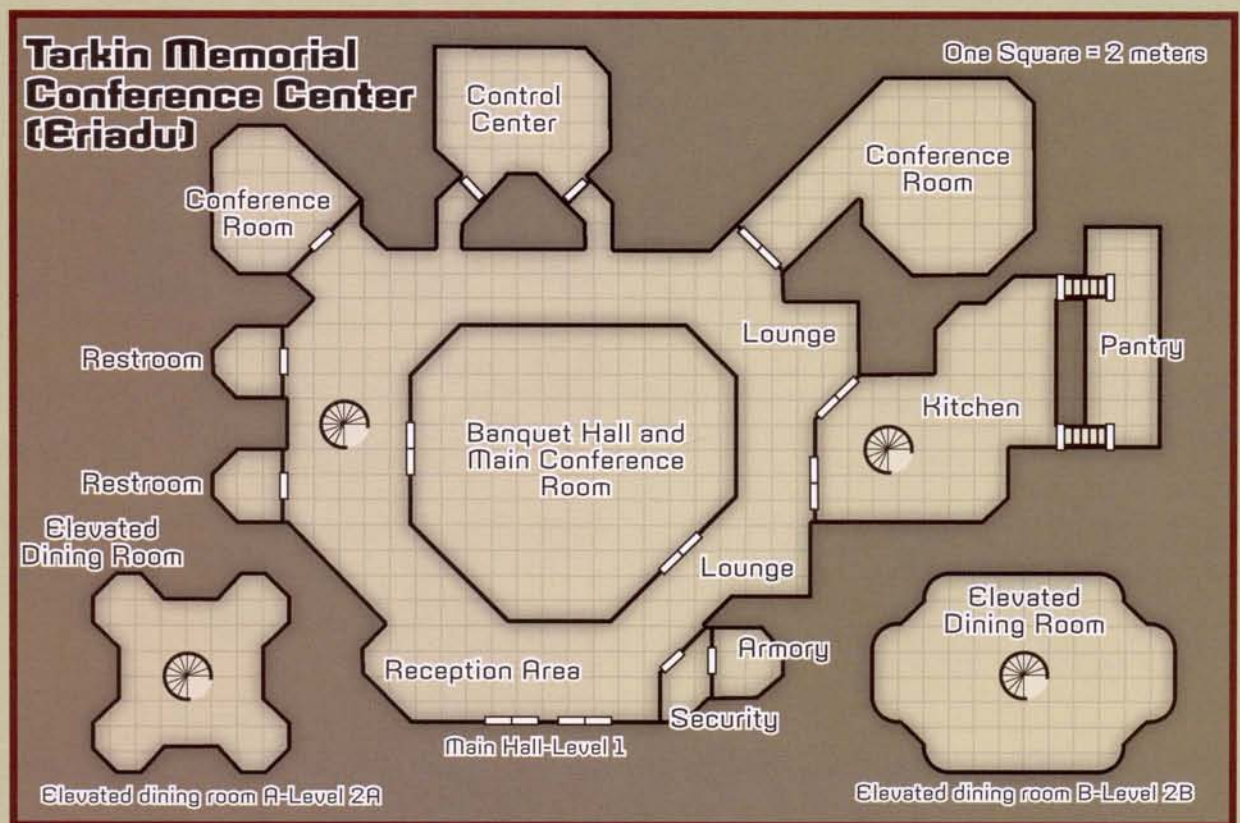 Tarkin Memorial
Conference Center
(Eriadu)
One Square = 2 meters
Control
Center
Conference
Room
Conference
Room
Lounge
Restroom
Pantry
Kitchen
Banquet Hall and
Main Conference
Room
Restroom
Elevated
Dining Room
Lounge
Elevated
Dining Room
Armory
Reception Area
Security
Main Hall-Level 1
Elevated dining room A-Level 2A
Elevated dining room B-Level 2B